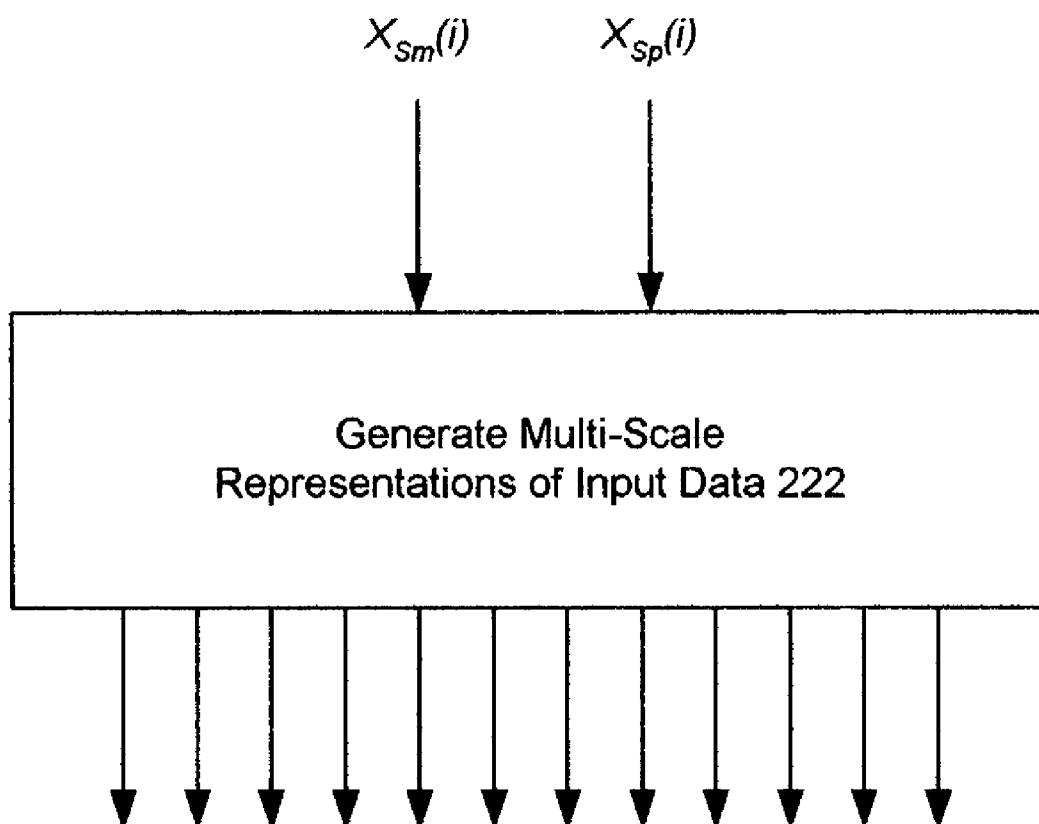 X_Sm(i) X_Sp(i)
Generate Multi-Scale
Representations of Input Data 222